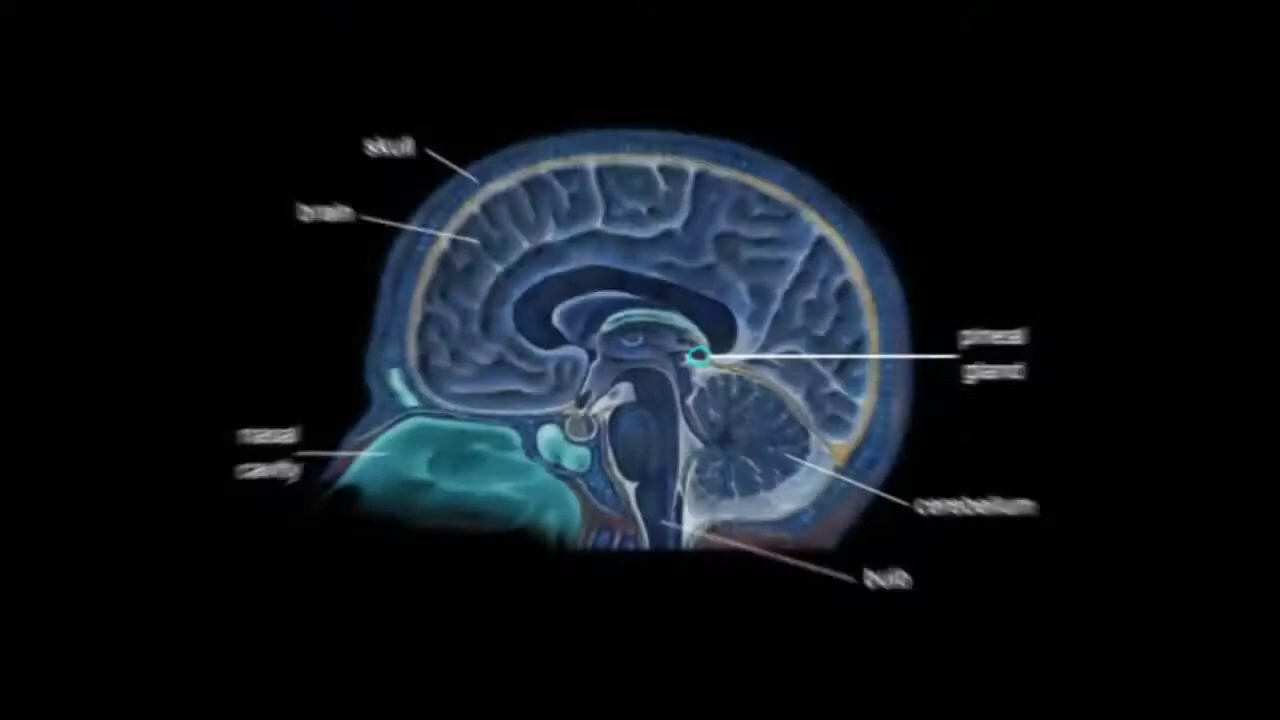 skull
brain
pineal
gland
nasal
cavity
cerebellum
bulb